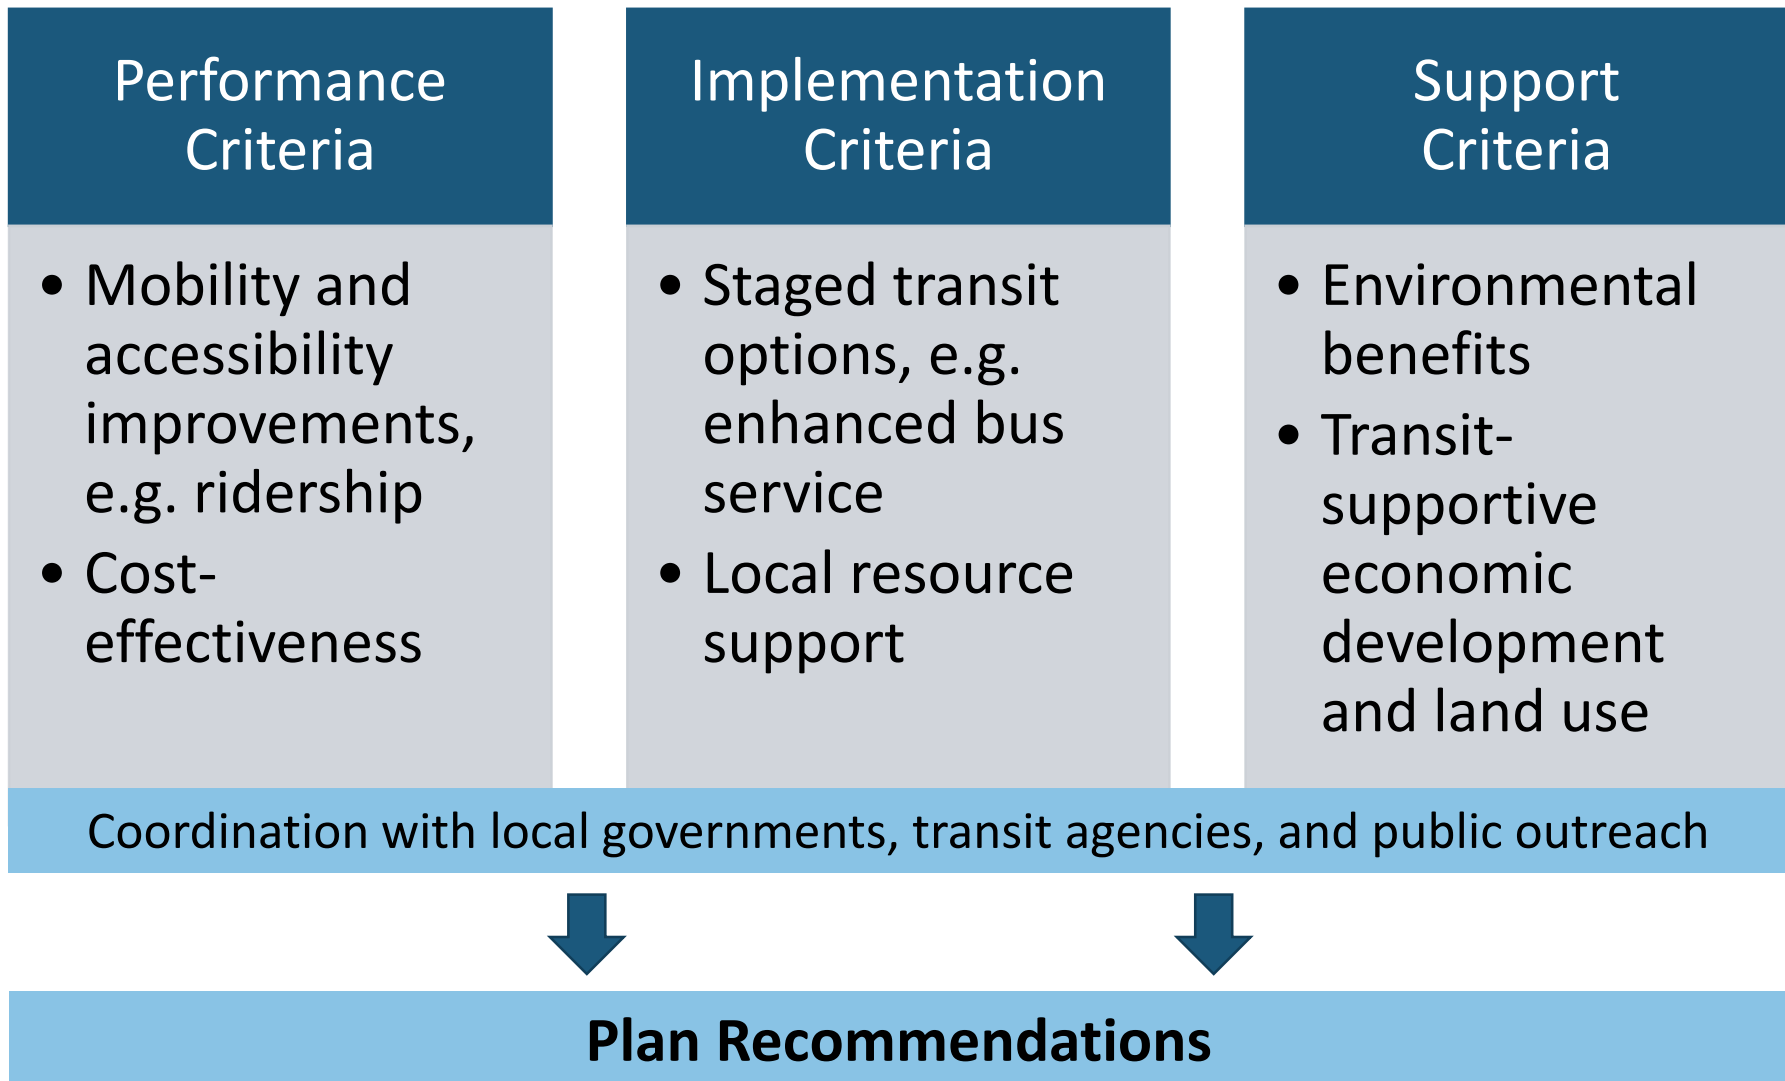 Performance
Criteria
• Mobility and
accessibility
improvements,
e.g. ridership
• Cost-
effectiveness
Implementation
Criteria
• Staged transit
options, e.g.
enhanced bus
service
• Local resource
support
Support
Criteria
• Environmental
benefits
• Transit-
supportive
economic
development
and land use
Coordination with local governments, transit agencies, and public outreach
Plan Recommendations